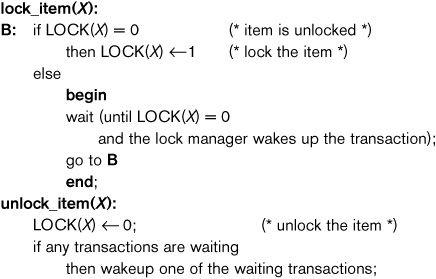 lock_item(X):
B: if LOCK(X) = 0 (* item is unlocked *)
then LOCK(X) ←1 (* lock the item *)
else
begin
wait (until LOCK(X) = 0
and the lock manager wakes up the transaction);
go to B
end;
unlock_item(X):
LOCK(X) ← 0; (* unlock the item *)
if any transactions are waiting
then wakeup one of the waiting transactions;